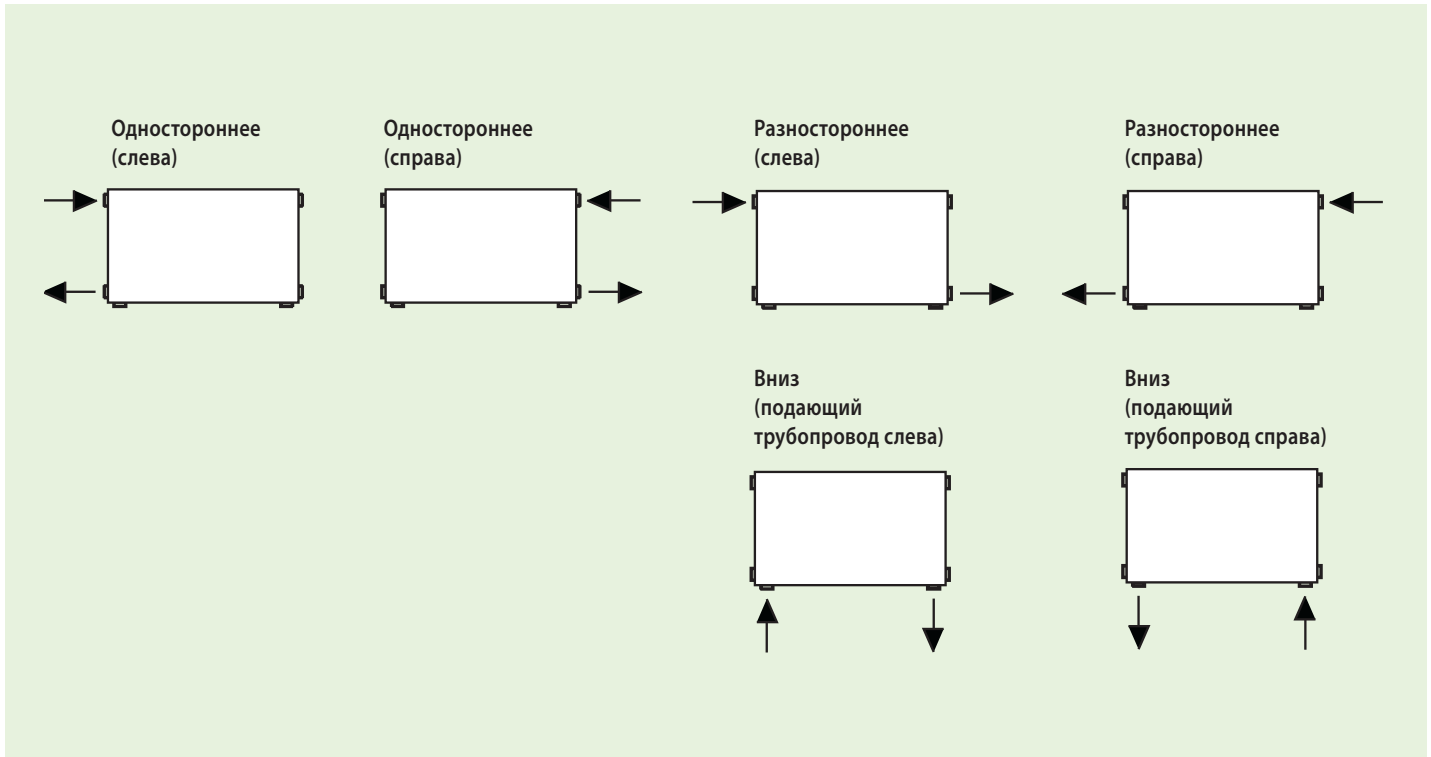 Одностороннее
(слева)
Одностороннее
(справа)
Разностороннее
(слева)
Разностороннее
(справа)
Вниз
(подающий
трубопровод слева)
Вниз
(подающий
трубопровод справа)